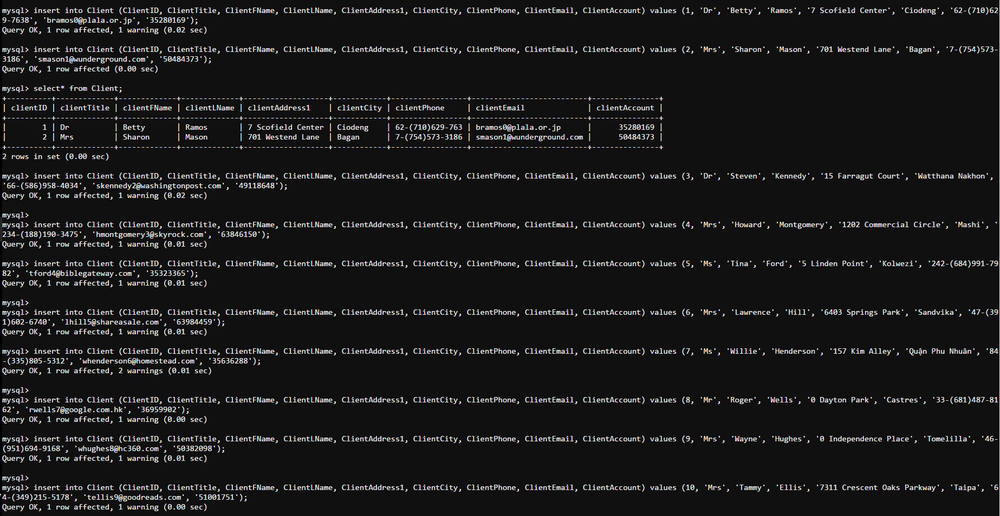 mysql> insert into Client (ClientID, ClientTitle, ClientFName, ClientLName, ClientAddress1, ClientCity, ClientPhone, ClientEmail, ClientAccount) values (1, 'Dr', 'Betty', 'Ramos', '7 Scofield Center', 'Ciodeng', '62-(710)62
9-7638', 'bramos0@plala.or.jp', '35280169');
Query OK, 1 row affected, 1 warning (0.02 sec)
mysql> insert into Client (ClientID, ClientTitle, ClientFName, ClientLName, ClientAddress1, ClientCity, ClientPhone, ClientEmail, ClientAccount) values (2, 'Mrs', 'Sharon', 'Mason', '701 Westend Lane', 'Bagan', '7-(754)573-
3186', 'smason1@wunderground.com', '50484373');
Query OK, 1 row affected (0.00 sec)
mysql> select* from Client;
+----------+-------------+-------------+-------------+-------------------+------------+-----------------+--------------------------+---------------+
| clientID | clientTitle | clientFName | clientLName | clientAddress1    | clientCity | clientPhone     | clientEmail              | clientAccount |
+----------+-------------+-------------+-------------+-------------------+------------+-----------------+--------------------------+---------------+
|        1 | Dr          | Betty       | Ramos       | 7 Scofield Center | Ciodeng    | 62-(710)629-763 | bramos0@plala.or.jp      |      35280169 |
|        2 | Mrs         | Sharon      | Mason       | 701 Westend Lane  | Bagan      | 7-(754)573-3186 | smason1@wunderground.com |      50484373 |
+----------+-------------+-------------+-------------+-------------------+------------+-----------------+--------------------------+---------------+
2 rows in set (0.00 sec)
mysql> insert into Client (ClientID, ClientTitle, ClientFName, ClientLName, ClientAddress1, ClientCity, ClientPhone, ClientEmail, ClientAccount) values (3, 'Dr', 'Steven', 'Kennedy', '15 Farragut Court', 'Watthana Nakhon',
'66-(586)958-4034', 'skennedy2@washingtonpost.com', '49118648');
Query OK, 1 row affected, 1 warning (0.02 sec)
mysql>
mysql> insert into Client (ClientID, ClientTitle, ClientFName, ClientLName, ClientAddress1, ClientCity, ClientPhone, ClientEmail, ClientAccount) values (4, 'Mrs', 'Howard', 'Montgomery', '1202 Commercial Circle', 'Mashi', '
234-(188)190-3475', 'hmontgomery3@skyrock.com', '63846150');
Query OK, 1 row affected, 1 warning (0.01 sec)
mysql> insert into Client (ClientID, ClientTitle, ClientFName, ClientLName, ClientAddress1, ClientCity, ClientPhone, ClientEmail, ClientAccount) values (5, 'Ms', 'Tina', 'Ford', '5 Linden Point', 'Kolwezi', '242-(684)991-79
82', 'tford4@biblegateway.com', '35323365');
Query OK, 1 row affected, 1 warning (0.01 sec)
mysql>
mysql> insert into Client (ClientID, ClientTitle, ClientFName, ClientLName, ClientAddress1, ClientCity, ClientPhone, ClientEmail, ClientAccount) values (6, 'Mrs', 'Lawrence', 'Hill', '6403 Springs Park', 'Sandvika', '47-(39
1)602-6740', 'lhill5@shareasale.com', '63984459');
Query OK, 1 row affected, 1 warning (0.01 sec)
mysql> insert into Client (ClientID, ClientTitle, ClientFName, ClientLName, ClientAddress1, ClientCity, ClientPhone, ClientEmail, ClientAccount) values (7, 'Ms', 'Willie', 'Henderson', '157 Kim Alley', 'Quận Phu Nhuân', '84
-(335)805-5312', 'whenderson6@homestead.com', '35636288');
Query OK, 1 row affected, 2 warnings (0.01 sec)
mysql>
mysql> insert into Client (ClientID, ClientTitle, ClientFName, ClientLName, ClientAddress1, ClientCity, ClientPhone, ClientEmail, ClientAccount) values (8, 'Mr', 'Roger', 'Wells', '0 Dayton Park', 'Castres', '33-(681)487-81
62', 'rwells7@google.com.hk', '36959902');
Query OK, 1 row affected, 1 warning (0.00 sec)
mysql> insert into Client (ClientID, ClientTitle, ClientFName, ClientLName, ClientAddress1, ClientCity, ClientPhone, ClientEmail, ClientAccount) values (9, 'Mrs', 'Wayne', 'Hughes', '0 Independence Place', 'Tomelilla', '46-
(951)694-9168', 'whughes8@hc360.com', '50382098');
Query OK, 1 row affected, 1 warning (0.01 sec)
mysql>
mysql> insert into Client (ClientID, ClientTitle, ClientFName, ClientLName, ClientAddress1, ClientCity, ClientPhone, ClientEmail, ClientAccount) values (10, 'Mrs', 'Tammy', 'Ellis', '7311 Crescent Oaks Parkway', 'Taipa', '6
74-(349)215-5178', 'tellis9@goodreads.com', '51001751');
Query OK, 1 row affected, 1 warning (0.00 sec)